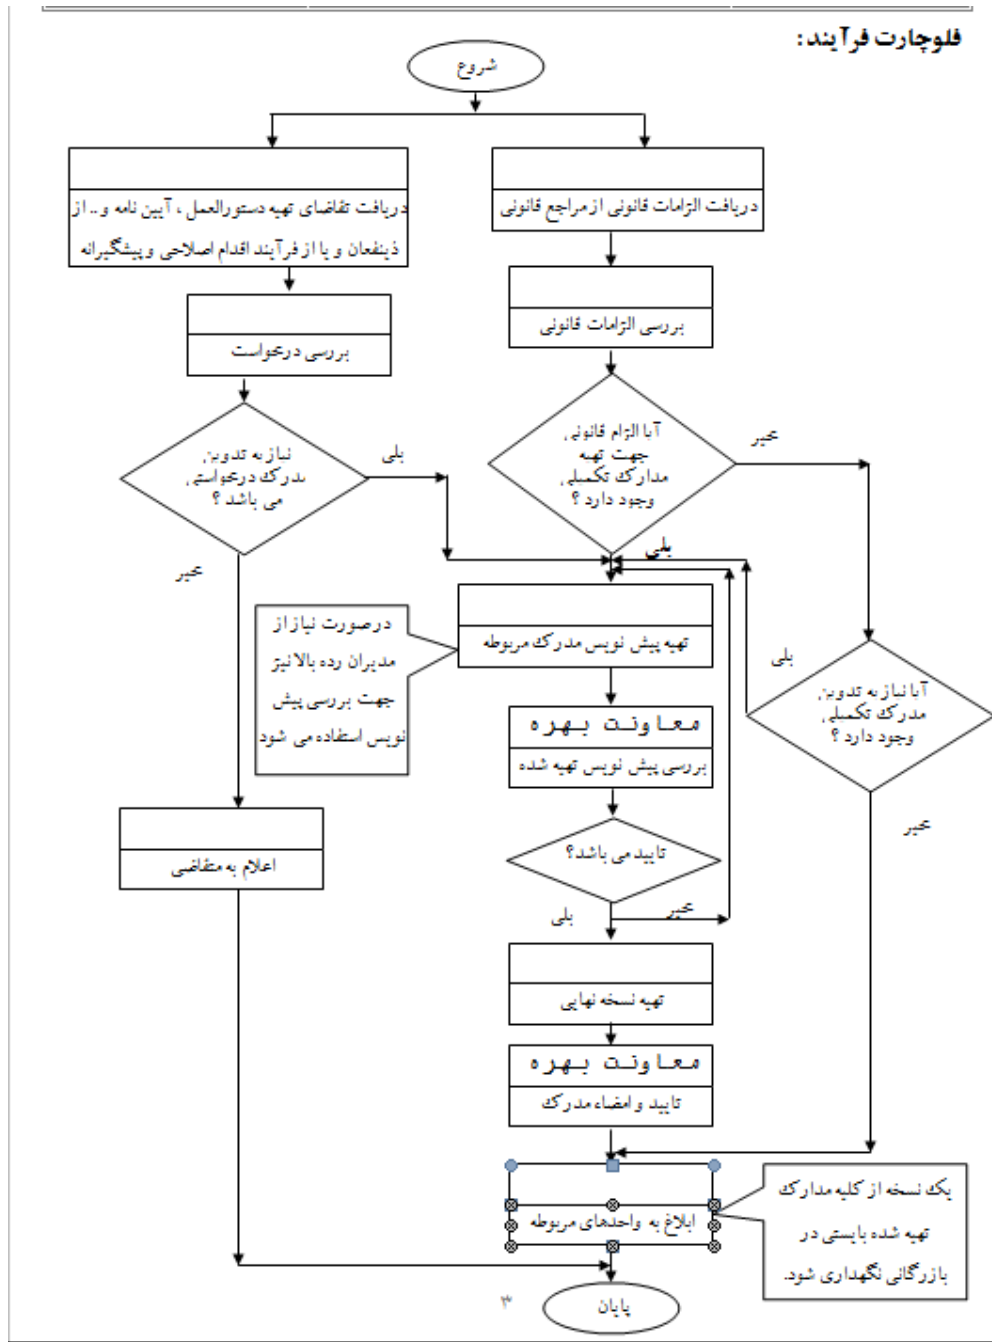 فلوچارت فرآیند :
شروع
دریافت الزامات قانونی از مراجع قانونی
دریافت تقاضای تهیه دستورالعمل ، آیین نامه و.. از
ذینفعان و یا از فرآیند اقدام اصلاحی و پیشگیرانه
بررسی الزامات قانونی
بررسی درخواست
آیا الزام قانونی
جهت تهیه
مدارک تکمیلی
وجود دارد ؟
خیر
بلی
نیاز به تدوین
مدرک درخواستی
می باشد ؟
بلی
خیر
تهیه پیش نویس مدرک مربوطه
درصورت نیاز از
مدیران رده بالا نیز
جهت بررسی پیش
نویس استفاده می شود
آیا نیاز به تدوین
مدرک تکمیلی
وجود دارد ؟
بلی
خیر
معاونت بهره
بررسی پیش نویس تهیه شده
تایید می باشد؟
خیر
بلی
اعلام به متقاضی
تهیه نسخه نهایی
معاونت بهره
تایید و امضاء مدرک
ابلاغ به واحدهای مربوطه
یک نسخه از کلیه مدارک
تهیه شده بایستی در
بازرگانی نگهداری شود.
پایان
۳